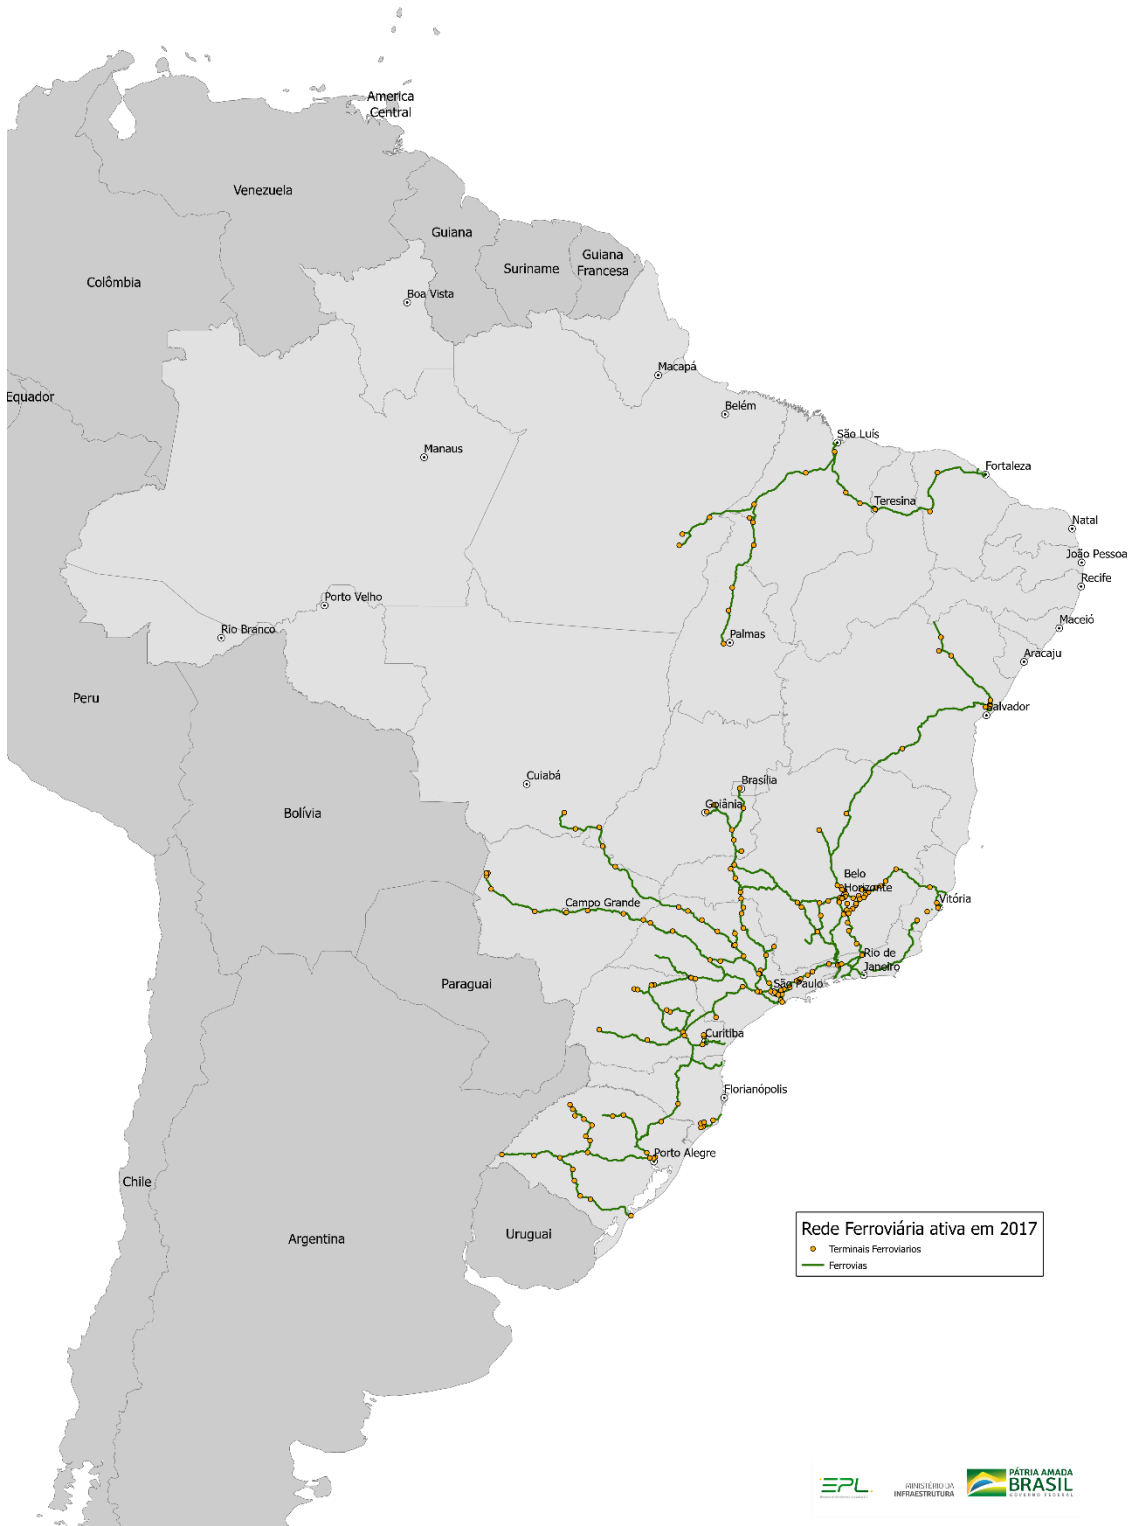 America
Central
Venezuela
Guiana
Suriname
Guiana
Francesa
Colômbia
Boa Vista
Macapá
Equador
Belém
São Luís
Manaus
Fortaleza
Teresina
Natal
João Pessoa
Recife
Porto Velho
Maceió
Rio Branco
Palmas
Aracaju
Peru
Salvador
Cuiabá
Brasília
Goiânia
Bolívia
Belo
Horizonte
Vitória
Campo Grande
Rio de
Janeiro
Paraguai
São Paulo
Curitiba
Florianópolis
Porto Alegre
Chile
Argentina
Uruguai
Rede Ferroviária ativa em 2017
Terminais Ferroviarios
Ferrovias
EPL
MINISTÉRIO DA
INFRAESTRUTURA
PÁTRIA AMADA
BRASIL
GOVERNO FEDERAL